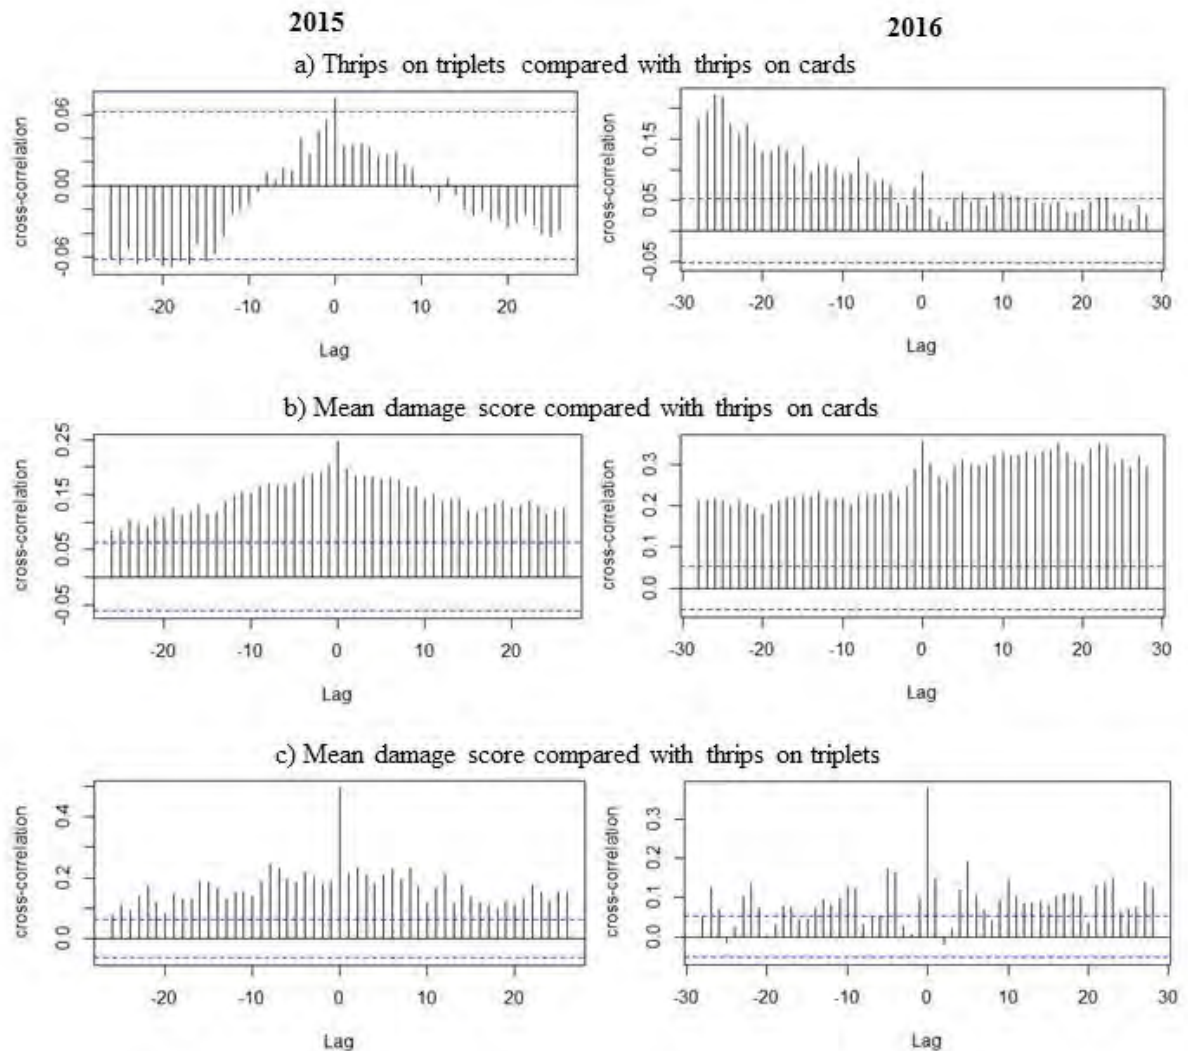 2015
2016
a) Thrips on triplets compared with thrips on cards
cross-correlation
-0.06 0.00 0.06
-20 -10 0 10 20
Lag
cross-correlation
-0.05 0.05 0.15
-30 -20 -10 0 10 20 30
Lag
b) Mean damage score compared with thrips on cards
cross-correlation
-0.05 0.05 0.15 0.25
-20 -10 0 10 20
Lag
cross-correlation
0.0 0.1 0.2 0.3
-30 -20 -10 0 10 20 30
Lag
c) Mean damage score compared with thrips on triplets
cross-correlation
0.0 0.2 0.4
-20 -10 0 10 20
Lag
cross-correlation
0.0 0.1 0.2 0.3
-30 -20 -10 0 10 20 30
Lag